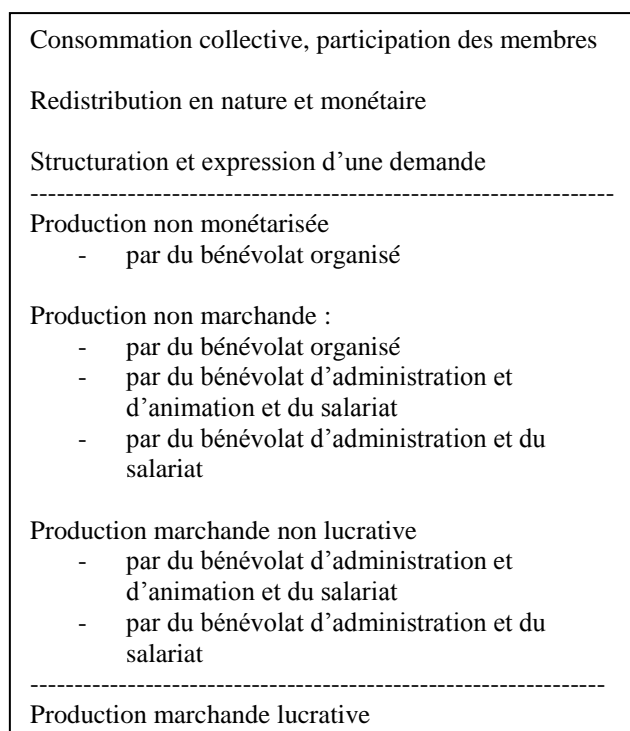 Consommation collective, participation des membres
Redistribution en nature et monétaire
Structuration et expression d’une demande
-------------------------------------------------------------------
Production non monétarisée
- par du bénévolat organisé
Production non marchande :
- par du bénévolat organisé
- par du bénévolat d’administration et
d’animation et du salariat
- par du bénévolat d’administration et du
salariat
Production marchande non lucrative
- par du bénévolat d’administration et
d’animation et du salariat
- par du bénévolat d’administration et du
salariat
------------------------------------------------------------------
Production marchande lucrative